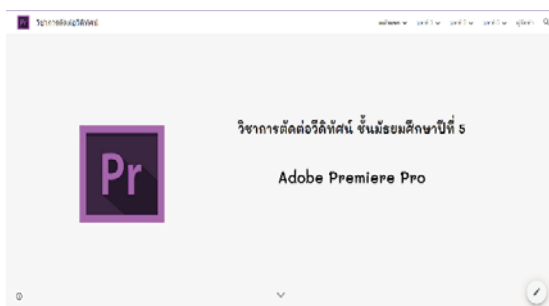 Pr วิชาการตัดต่อวีดิทัศน์
วิชาการตัดต่อวีดิทัศน์ ชั้นมัธยมศึกษาปีที่ 5
Pr
Adobe Premiere Pro